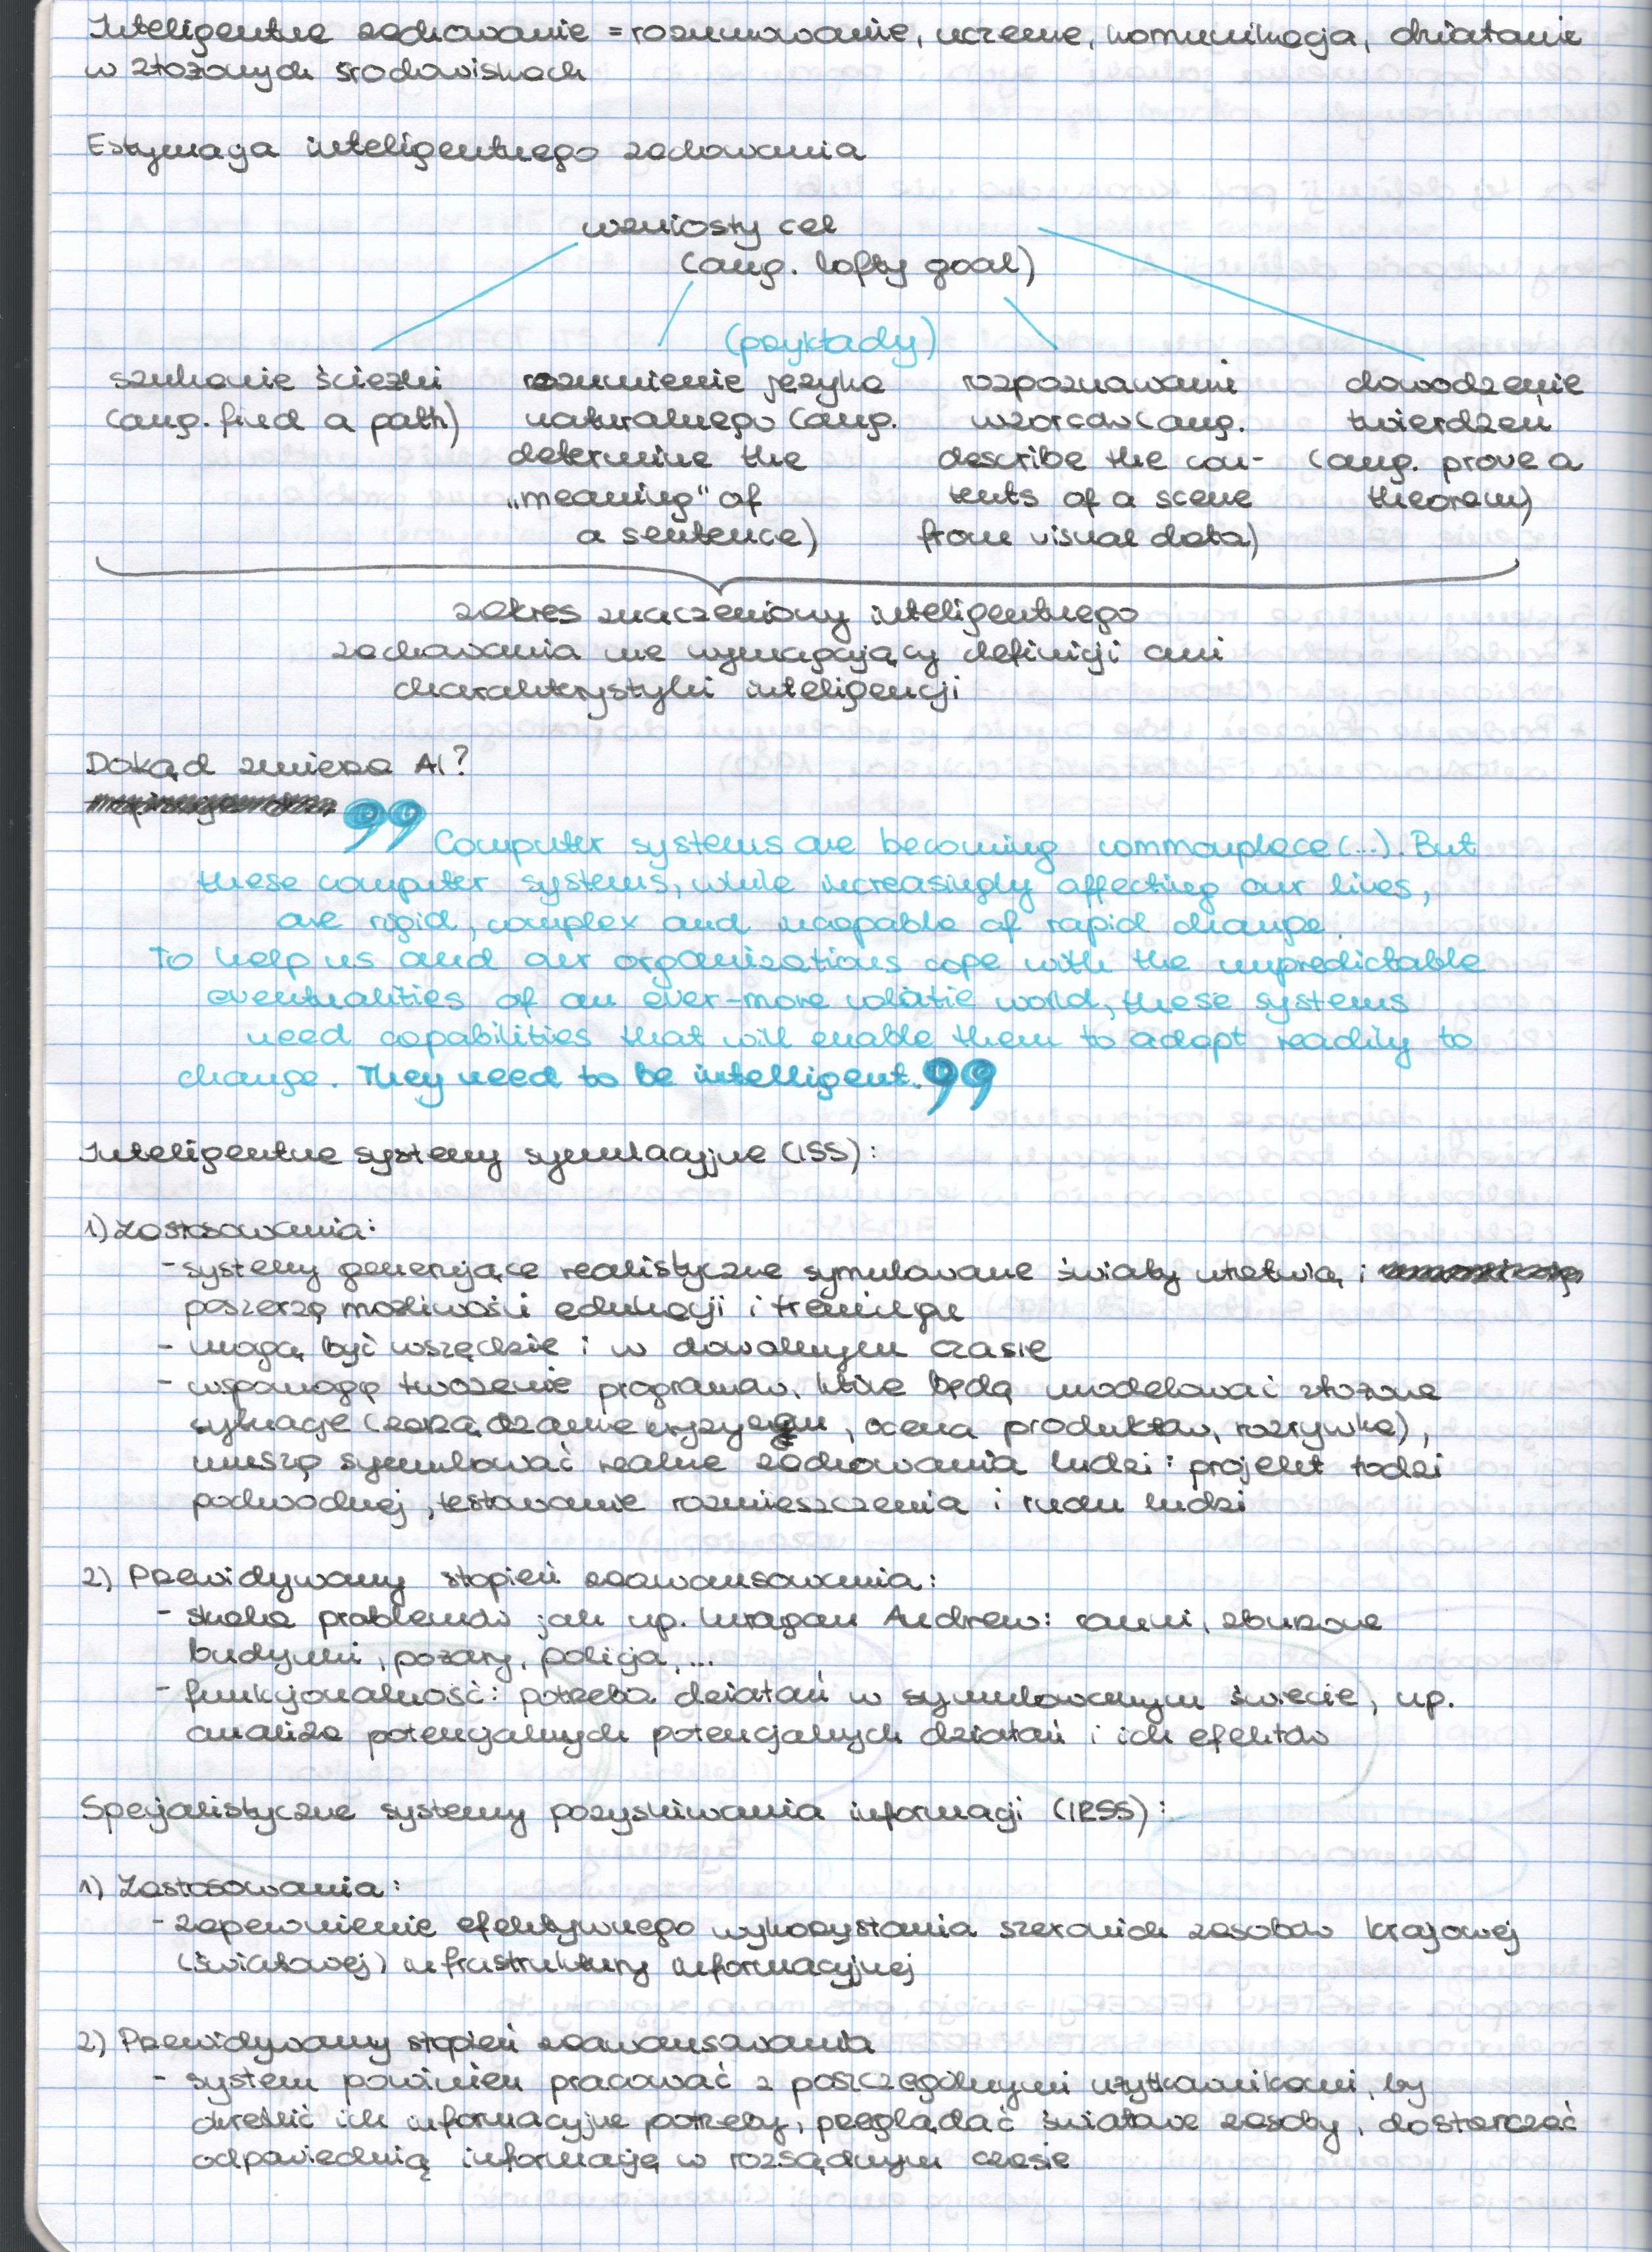 Inteligentne zachowanie = rozumowanie, uczenie, komunikacja, działanie
w złożonych środowiskach
Estymacja inteligentnego zachowania
wzniosły cel
(ang. lofty goal)
(przykłady)
szukanie ścieżki
(ang. find a path)
rozumienie języka
naturalnego (ang.
determine the
„meaning" of
a sentence)
rozpoznawanie
wzorców (ang.
describe the con-
tents of a scene
from visual data)
dowodzenie
twierdzeń
(ang. prove a
theorem)
zakres znaczeniowy inteligentnego
zachowania nie wymagający definicji ani
charakterystyki inteligencji
Dokąd zmierza AI?
99 Computer systems are becoming commonplace (...). But
these computer systems, while increasingly affecting our lives,
are rigid, complex and incapable of rapid change.
To help us and our organizations cope with the unpredictable
eventualities of an ever-more volatile world, these systems
need capabilities that will enable them to adapt readily to
change. They need to be intelligent. 99
Inteligentne systemy symulacyjne (ISS):
1) Zastosowania:
- systemy generujące realistyczne symulowane światy ułatwią i
poszerzą możliwości edukacji i treningu
- mogą być wszędzie i w dowolnym czasie
- wspomogą tworzenie programów, które będą modelować złożone
sytuacje (zarządzanie kryzysem, ocena produktów, rozrywka),
muszą symulować realne zachowania ludzi: projekt łodzi
podwodnej, testowanie rozmieszczenia i ruchu ludzi
2) Przewidywany stopień zaawansowania:
- skala problemów jak np. huragan Andrew: ranni, zburzone
budynki, pożary, policja, ...
- funkcjonalność: potrzeba działań w symulowanym świecie, np.
analiza potencjalnych potencjalnych działań i ich efektów
Specjalistyczne systemy pozyskiwania informacji (IRSS):
1) Zastosowania:
- zapewnienie efektywnego wykorzystania szerokich zasobów krajowej
(światowej) infrastruktury informacyjnej
2) Przewidywany stopień zaawansowania
- system powinien pracować z poszczególnymi użytkownikami, by
określić ich informacyjne potrzeby, przeglądać światowe zasoby, dostarczać
odpowiednią informację w rozsądnym czasie